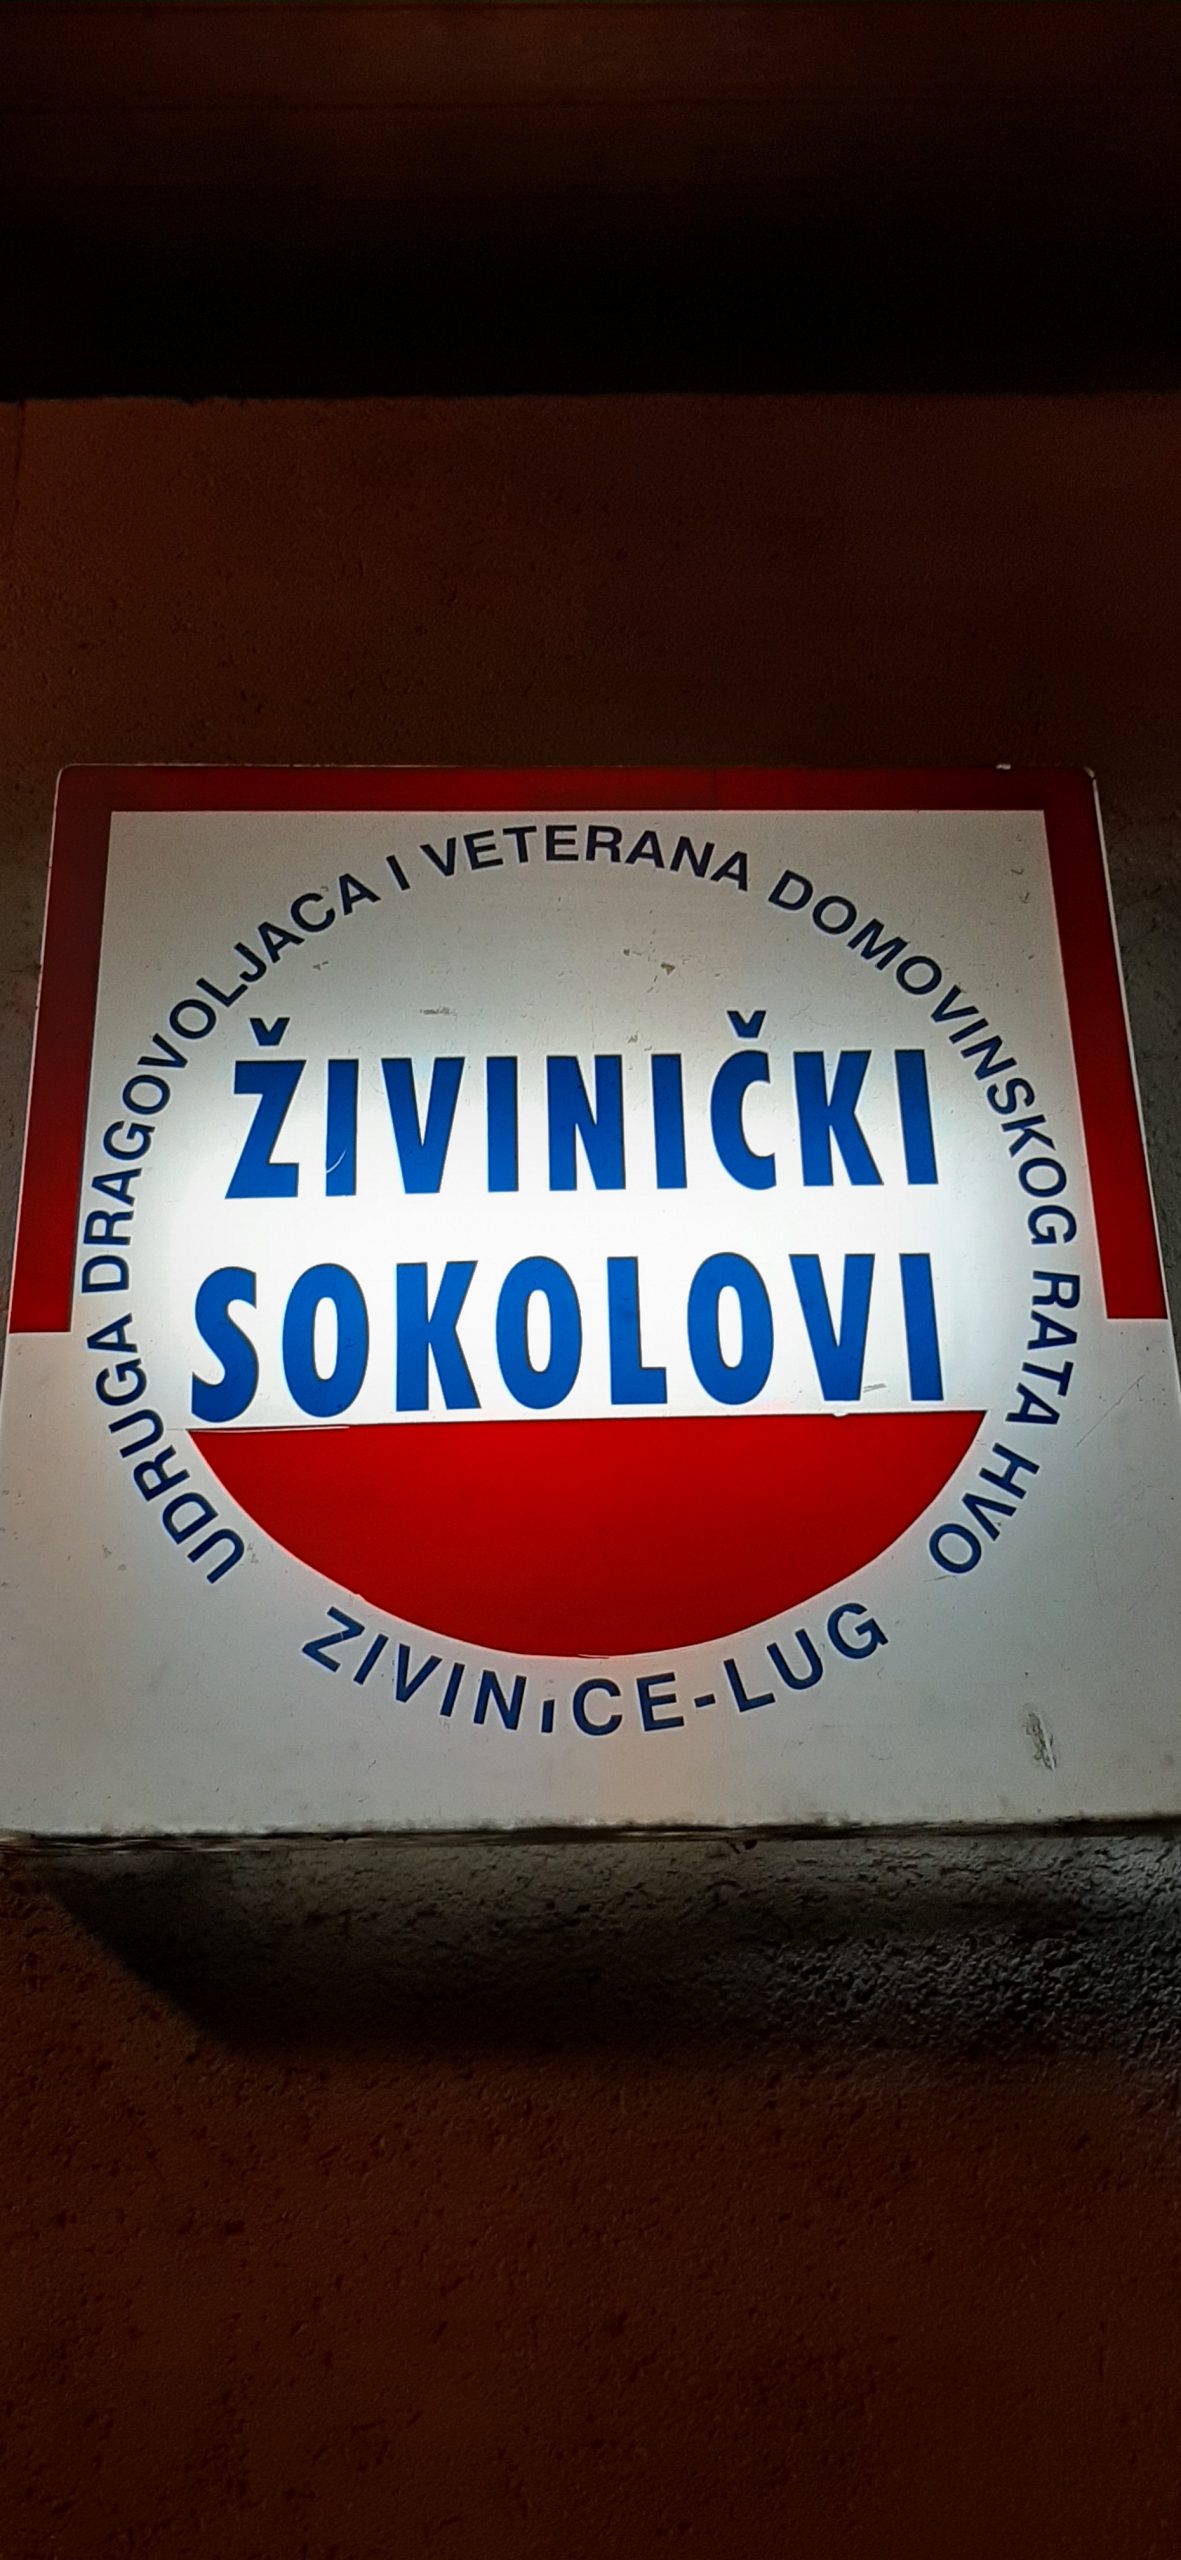 UDRUGA DRAGOVOLJACA I VETERANA DOMOVINSKOG RATA HVO
ŽIVINIČKI
SOKOLOVI
ZIVINICE-LUG